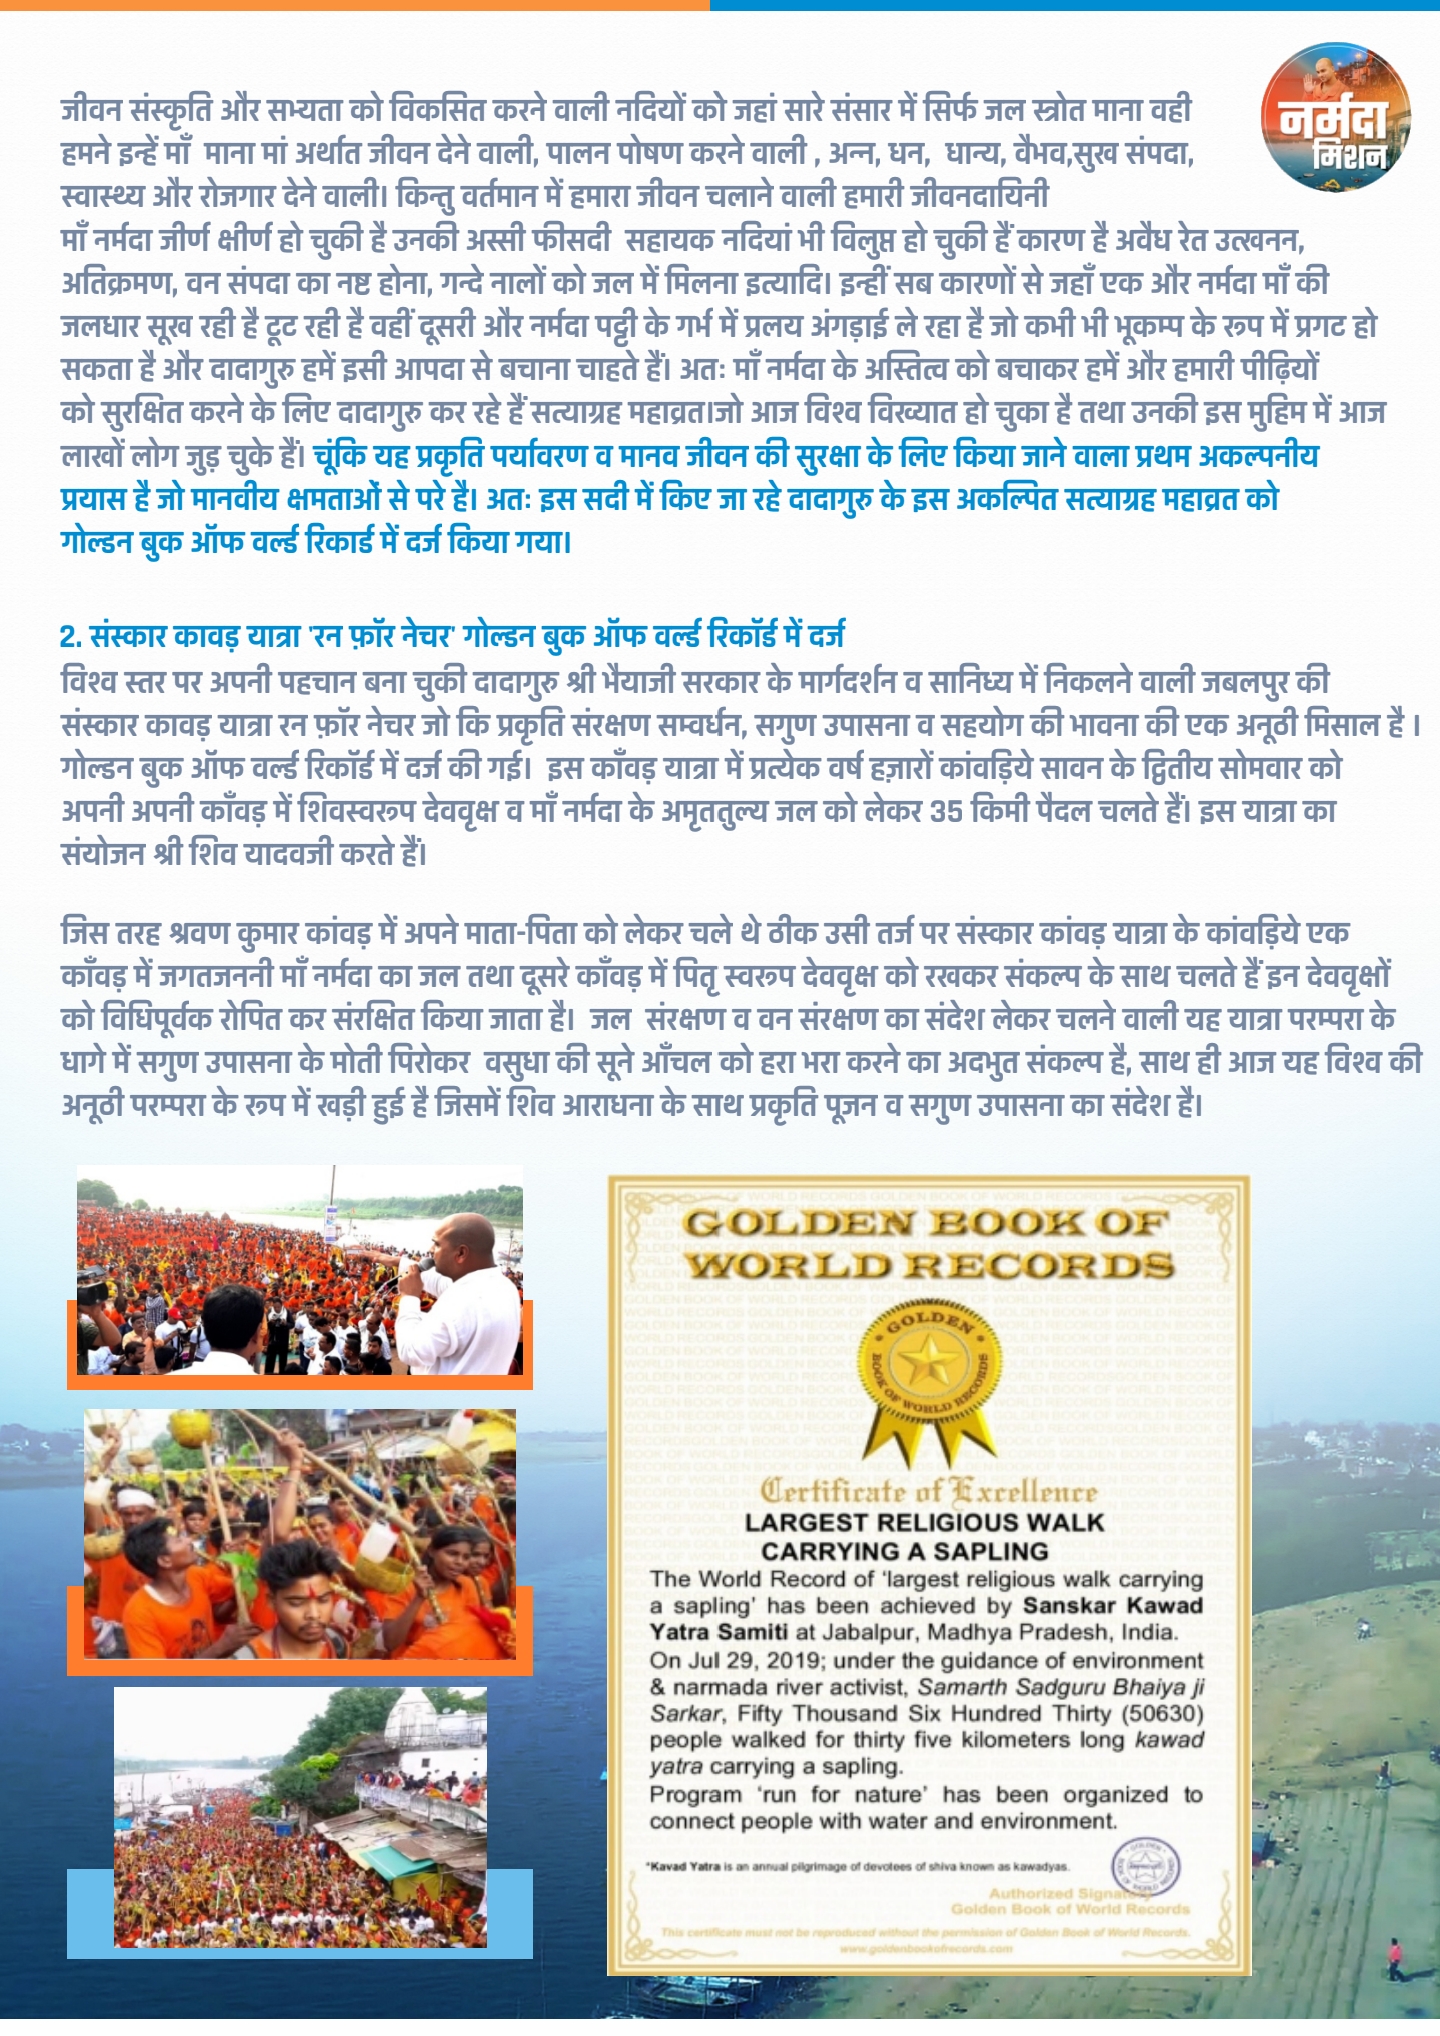 नर्मदा
मिशन
जीवन संस्कृति और सभ्यता को विकसित करने वाली नदियों को जहां सारे संसार में सिर्फ जल स्त्रोत माना वही
हमने इन्हें माँ माना मां अर्थात जीवन देने वाली, पालन पोषण करने वाली , अन्न, धन, धान्य, वैभव,सुख संपदा,
स्वास्थ्य और रोजगार देने वाली। किन्तु वर्तमान में हमारा जीवन चलाने वाली हमारी जीवनदायिनी
माँ नर्मदा जीर्ण क्षीर्ण हो चुकी है उनकी अस्सी फीसदी सहायक नदियां भी विलुप्त हो चुकी हैं कारण है अवैध रेत उत्खनन,
अतिक्रमण, वन संपदा का नष्ट होना, गन्दे नालों को जल में मिलना इत्यादि। इन्हीं सब कारणों से जहाँ एक और नर्मदा माँ की
जलधार सूख रही है टूट रही है वहीं दूसरी और नर्मदा पट्टी के गर्भ में प्रलय अंगड़ाई ले रहा है जो कभी भी भूकम्प के रूप में प्रगट हो
सकता है और दादागुरु हमें इसी आपदा से बचाना चाहते हैं। अतः माँ नर्मदा के अस्तित्व को बचाकर हमें और हमारी पीढ़ियों
को सुरक्षित करने के लिए दादागुरु कर रहे हैं सत्याग्रह महाव्रत।जो आज विश्व विख्यात हो चुका है तथा उनकी इस मुहिम में आज
लाखों लोग जुड़ चुके हैं। चूंकि यह प्रकृति पर्यावरण व मानव जीवन की सुरक्षा के लिए किया जाने वाला प्रथम अकल्पनीय
प्रयास है जो मानवीय क्षमताओं से परे है। अतः इस सदी में किए जा रहे दादागुरु के इस अकल्पित सत्याग्रह महाव्रत को
गोल्डन बुक ऑफ वर्ल्ड रिकार्ड में दर्ज किया गया।
2. संस्कार कावड़ यात्रा 'रन फ़ॉर नेचर' गोल्डन बुक ऑफ वर्ल्ड रिकॉर्ड में दर्ज
विश्व स्तर पर अपनी पहचान बना चुकी दादागुरु श्री भैयाजी सरकार के मार्गदर्शन व सानिध्य में निकलने वाली जबलपुर की
संस्कार कावड़ यात्रा रन फ़ॉर नेचर जो कि प्रकृति संरक्षण सम्वर्धन, सगुण उपासना व सहयोग की भावना की एक अनूठी मिसाल है ।
गोल्डन बुक ऑफ वर्ल्ड रिकॉर्ड में दर्ज की गई। इस काँवड़ यात्रा में प्रत्येक वर्ष हज़ारों कांवड़िये सावन के द्वितीय सोमवार को
अपनी अपनी काँवड़ में शिवस्वरूप देववृक्ष व माँ नर्मदा के अमृततुल्य जल को लेकर 35 किमी पैदल चलते हैं। इस यात्रा का
संयोजन श्री शिव यादवजी करते हैं।
जिस तरह श्रवण कुमार कांवड़ में अपने माता-पिता को लेकर चले थे ठीक उसी तर्ज पर संस्कार कांवड़ यात्रा के कांवड़िये एक
काँवड़ में जगतजननी माँ नर्मदा का जल तथा दूसरे काँवड़ में पितृ स्वरूप देववृक्ष को रखकर संकल्प के साथ चलते हैं इन देववृक्षों
को विधिपूर्वक रोपित कर संरक्षित किया जाता है। जल संरक्षण व वन संरक्षण का संदेश लेकर चलने वाली यह यात्रा परम्परा के
धागे में सगुण उपासना के मोती पिरोकर वसुधा की सूने आँचल को हरा भरा करने का अदभुत संकल्प है, साथ ही आज यह विश्व की
अनूठी परम्परा के रूप में खड़ी हुई है जिसमें शिव आराधना के साथ प्रकृति पूजन व सगुण उपासना का संदेश है।
GOLDEN BOOK OF
WORLD RECORDS
GOLDEN
BOOK OF WORLD RECORDS
Certificate of Excellence
LARGEST RELIGIOUS WALK
CARRYING A SAPLING
The World Record of ‘largest religious walk carrying
a sapling’ has been achieved by Sanskar Kawad
Yatra Samiti at Jabalpur, Madhya Pradesh, India.
On Jul 29, 2019; under the guidance of environment
& narmada river activist, Samarth Sadguru Bhaiya ji
Sarkar, Fifty Thousand Six Hundred Thirty (50630)
people walked for thirty five kilometers long kawad
yatra carrying a sapling.
Program ‘run for nature’ has been organized to
connect people with water and environment.
*Kavad Yatra is an annual pilgrimage of devotees of shiva known as kawadyas.
Authorized Signatory
Golden Book of World Records
This certificate must not be reproduced without the permission of Golden Book of World Records.
www.goldenbookofrecords.com